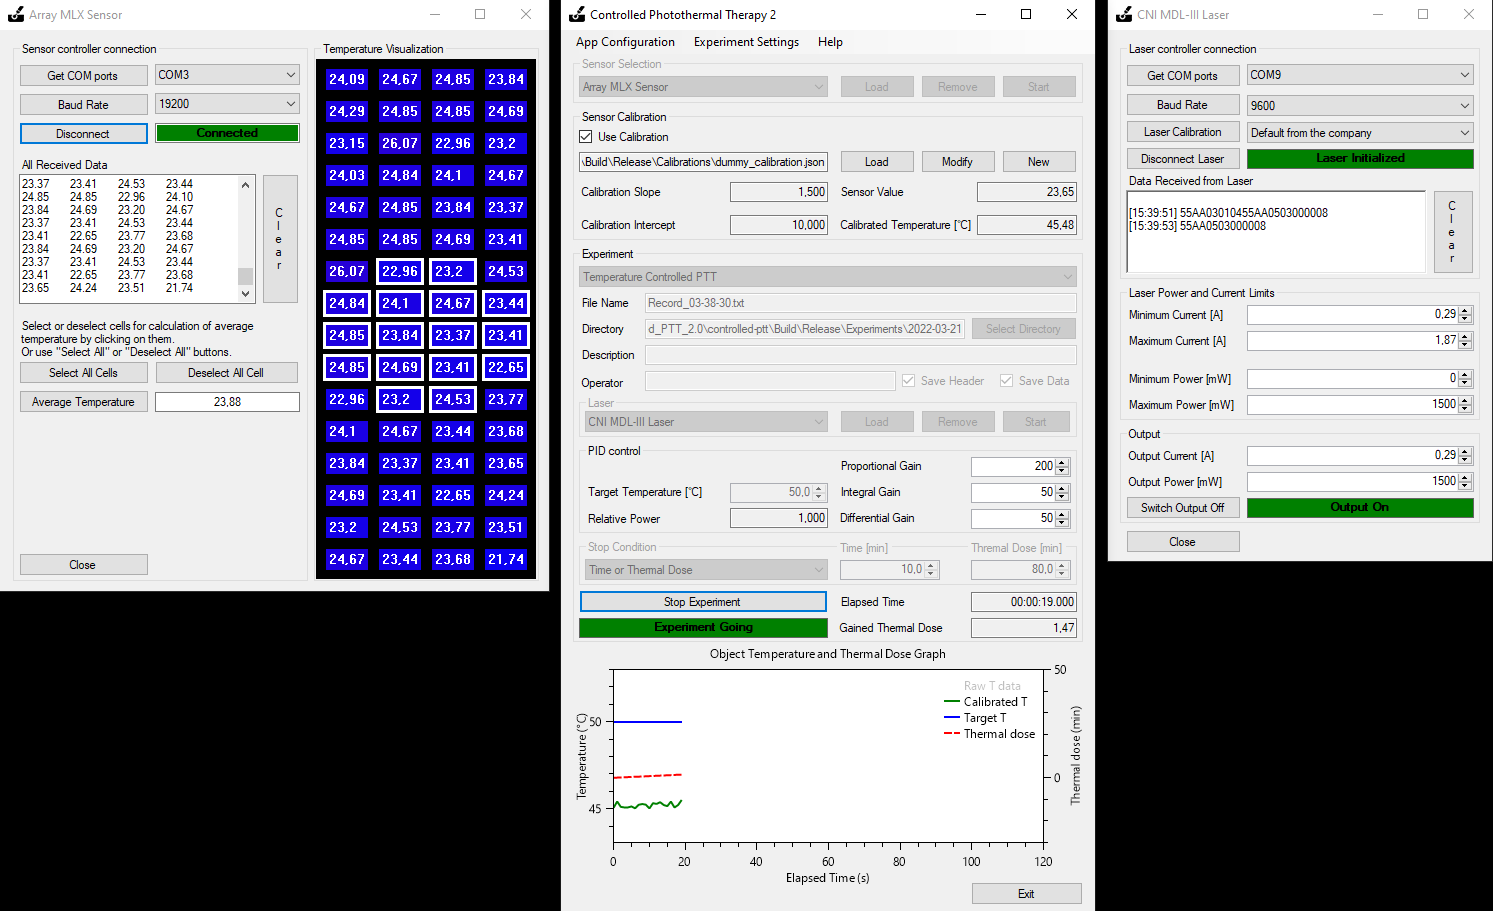 Array MLX Sensor
Sensor controller connection
Get COM ports
COM3
Baud Rate
19200
Disconnect
Connected
All Received Data
23.37 23.41 24.53 23.44
24.85 24.85 22.96 24.10
23.84 24.69 23.20 24.67
23.37 23.41 24.53 23.44
23.41 22.65 23.77 23.68
23.84 24.69 23.20 24.67
23.37 23.41 24.53 23.44
23.41 22.65 23.77 23.68
23.65 24.24 23.51 21.74
Clear
Select or deselect cells for calculation of average
temperature by clicking on them.
Or use "Select All" or "Deselect All" buttons.
Select All Cells
Deselect All Cell
Average Temperature
23,88
Close
Temperature Visualization
24,09 24,67 24,85 23,84
24,29 24,85 24,85 24,69
23,15 26,07 22,96 23,2
24,03 24,84 24,1 24,67
24,67 24,85 23,84 23,37
24,85 24,85 24,69 23,41
26,07 22,96 23,2 24,53
24,84 24,1 24,67 23,44
24,85 23,84 23,37 23,41
24,85 24,69 23,41 22,65
22,96 23,2 24,53 23,77
24,1 24,67 23,44 23,68
23,84 23,37 23,41 23,65
24,69 23,41 22,65 24,24
23,2 24,53 23,77 23,51
24,67 23,44 23,68 21,74
Controlled Photothermal Therapy 2
App Configuration Experiment Settings Help
Sensor Selection
Array MLX Sensor
Load
Remove
Start
Sensor Calibration
Use Calibration
\Build\Release\Calibrations\dummy_calibration.json
Load
Modify
New
Calibration Slope
1,500
Sensor Value
23,65
Calibration Intercept
10,000
Calibrated Temperature [°C]
45,48
Experiment
Temperature Controlled PTT
File Name
Record_03-38-30.txt
Directory
d_PTT_2.0\controlled-ptt\Build\Release\Experiments\2022-03-21
Select Directory
Description
Operator
Save Header
Save Data
Laser
CNI MDL-III Laser
Load
Remove
Start
PID control
Proportional Gain
200
Target Temperature [°C]
50,0
Integral Gain
50
Relative Power
1,000
Differential Gain
50
Stop Condition
Time [min]
Thremal Dose [min]
Time or Thermal Dose
10,0
80,0
Stop Experiment
Elapsed Time
00:00:19.000
Experiment Going
Gained Thermal Dose
1,47
Object Temperature and Thermal Dose Graph
Raw T data
Calibrated T
Target T
Thermal dose
Temperature (°C)
50
45
50
0
Thermal dose (min)
0 20 40 60 80 100 120
Elapsed Time (s)
Exit
CNI MDL-III Laser
Laser controller connection
Get COM ports
COM9
Baud Rate
9600
Laser Calibration
Default from the company
Disconnect Laser
Laser Initialized
Data Received from Laser
[15:39:51] 55AA03010455AA0503000008
[15:39:53] 55AA0503000008
Clear
Laser Power and Current Limits
Minimum Current [A]
0,29
Maximum Current [A]
1,87
Minimum Power [mW]
0
Maximum Power [mW]
1500
Output
Output Current [A]
0,29
Output Power [mW]
1500
Switch Output Off
Output On
Close